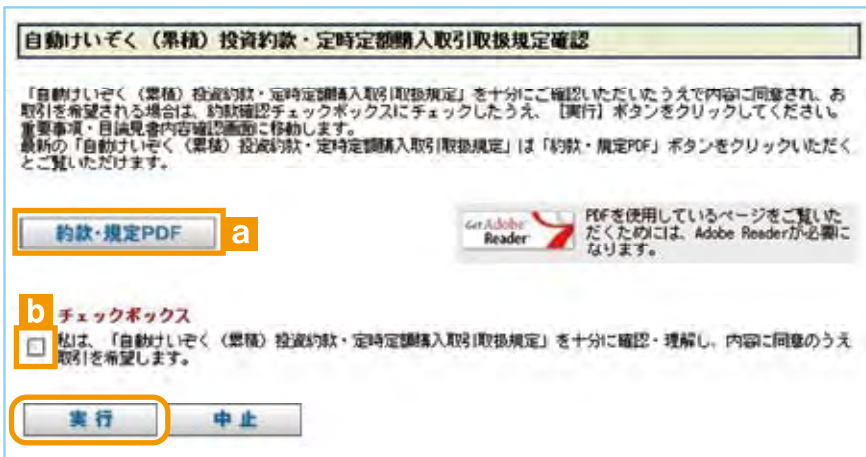 自動けいぞく（累積）投資約款・定時定額購入取引取扱規定確認
「自動けいぞく（累積）投資約款・定時定額購入取引取扱規定」を十分にご確認いただいたうえで内容に同意され、お
取引を希望される場合は、約款確認チェックボックスにチェックしたうえ、【実行】ボタンをクリックしてください。
重要事項・目論見書内容確認画面に移動します。
最新の「自動けいぞく（累積）投資約款・定時定額購入取引取扱規定」は「約款・規定PDF」ボタンをクリックいただく
とご覧いただけます。
約款・規定PDF a
Get Adobe Reader
PDFを使用しているページをご覧いた
だくためには、Adobe Readerが必要に
なります。
b チェックボックス
私は、「自動けいぞく（累積）投資約款・定時定額購入取引取扱規定」を十分に確認・理解し、内容に同意のうえ
取引を希望します。
実行 中止